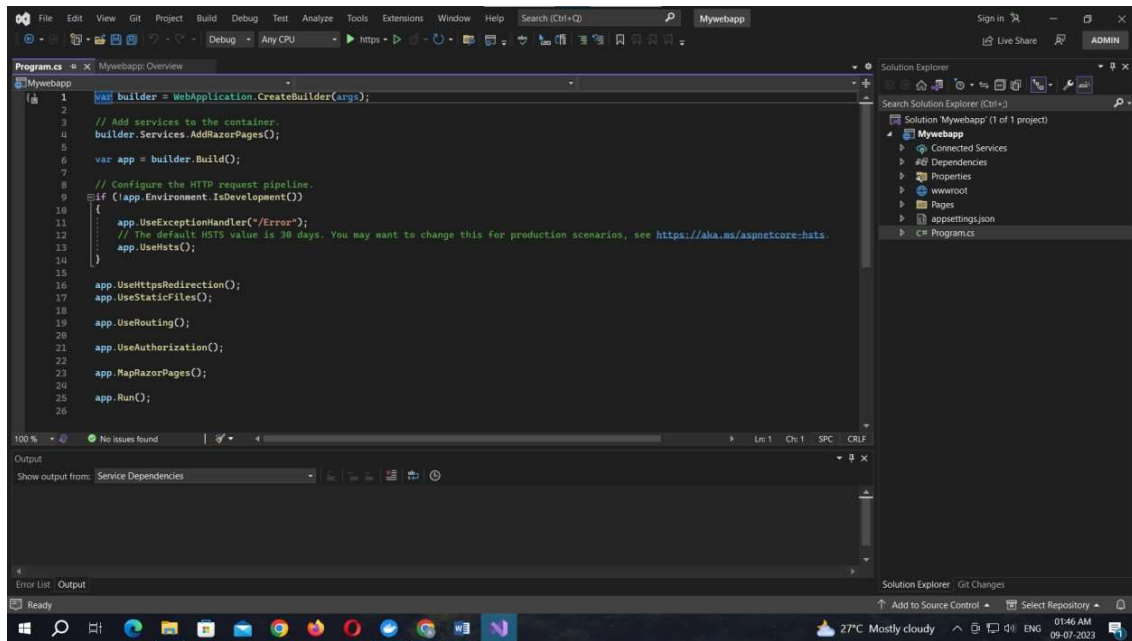 File Edit View Git Project Build Debug Test Analyze Tools Extensions Window Help Search (Ctrl+Q) Mywebapp Sign in
Debug Any CPU https Live Share ADMIN
Program.cs Mywebapp: Overview
Mywebapp
1 var builder = WebApplication.CreateBuilder(args);
2
3 // Add services to the container.
4 builder.Services.AddRazorPages();
5
6 var app = builder.Build();
7
8 // Configure the HTTP request pipeline.
9 if (!app.Environment.IsDevelopment())
10 {
11 app.UseExceptionHandler("/Error");
12 // The default HSTS value is 30 days. You may want to change this for production scenarios, see https://aka.ms/aspnetcore-hsts.
13 app.UseHsts();
14 }
15
16 app.UseHttpsRedirection();
17 app.UseStaticFiles();
18
19 app.UseRouting();
20
21 app.UseAuthorization();
22
23 app.MapRazorPages();
24
25 app.Run();
26
100 % No issues found Ln: 1 Ch: 1 SPC CRLF
Output
Show output from: Service Dependencies
Error List Output
Solution Explorer
Search Solution Explorer (Ctrl+;)
Solution 'Mywebapp' (1 of 1 project)
Mywebapp
Connected Services
Dependencies
Properties
wwwroot
Pages
appsettings.json
C# Program.cs
Solution Explorer Git Changes
Ready Add to Source Control Select Repository
27°C Mostly cloudy ENG 01:46 AM
09-07-2023